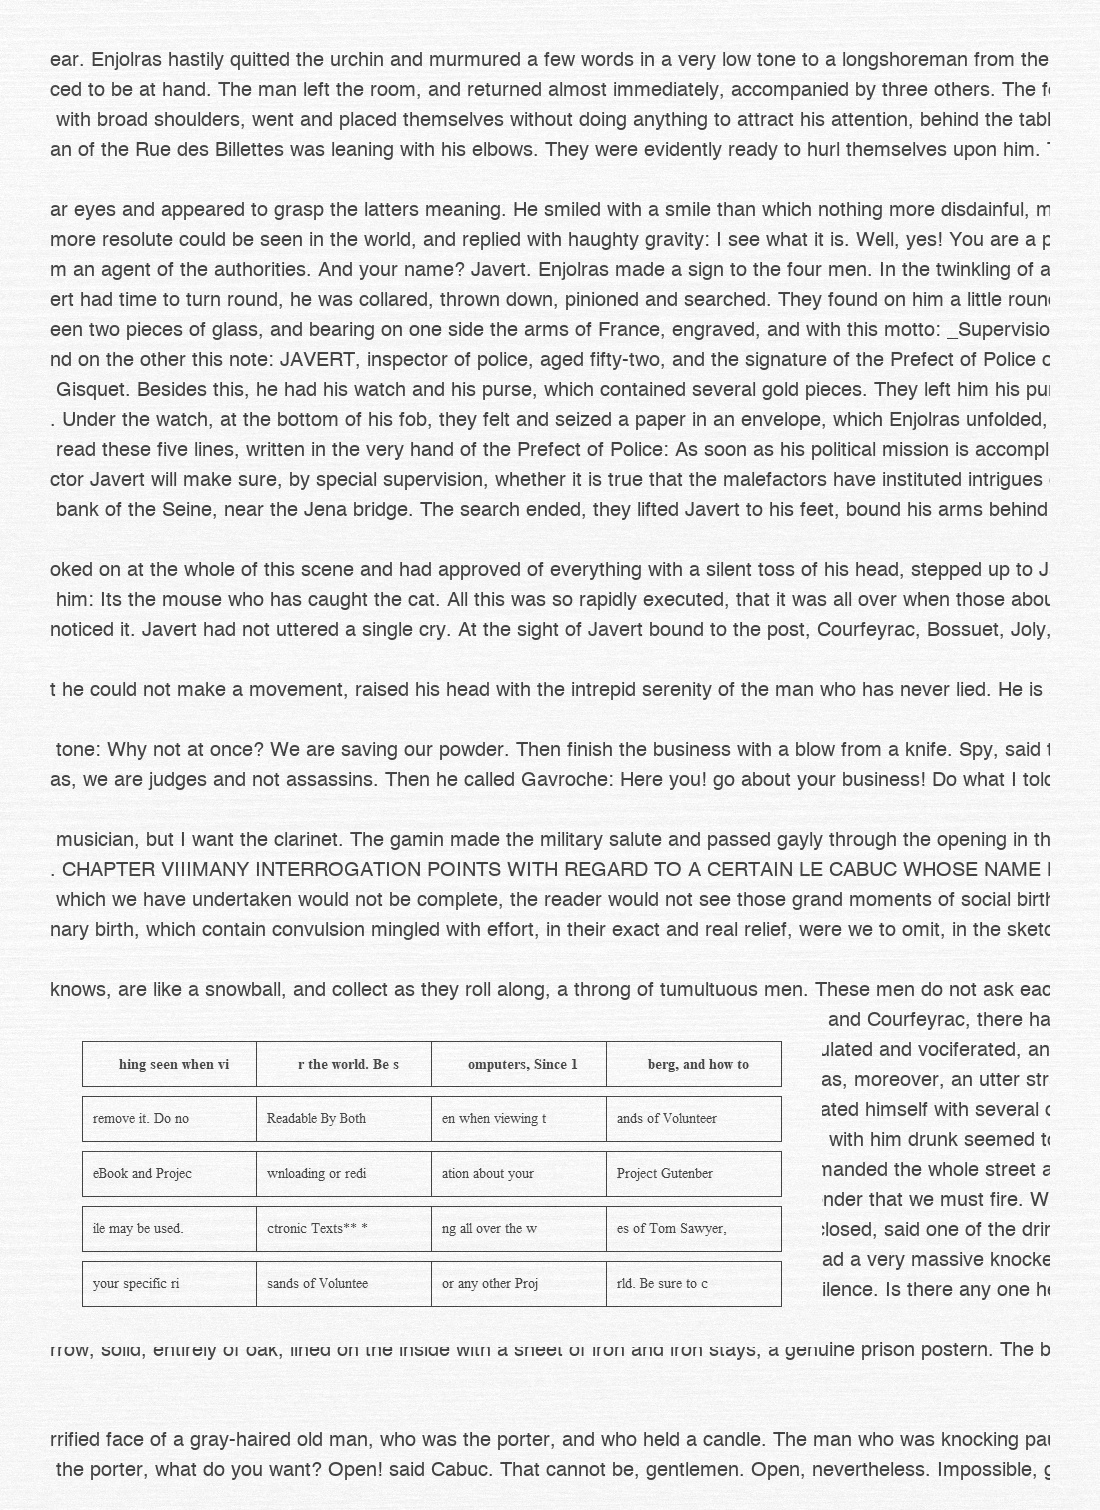 ear. Enjolras hastily quitted the urchin and murmured a few words in a very low tone to a longshoreman from the
ced to be at hand. The man left the room, and returned almost immediately, accompanied by three others. The
with broad shoulders, went and placed themselves without doing anything to attract his attention, behind the
an of the Rue des Billettes was leaning with his elbows. They were evidently ready to hurl themselves upon him.
ar eyes and appeared to grasp the latters meaning. He smiled with a smile than which nothing more disdainful, m
more resolute could be seen in the world, and replied with haughty gravity: I see what it is. Well, yes! You are a p
m an agent of the authorities. And your name? Javert. Enjolras made a sign to the four men. In the twinkling of a
ert had time to turn round, he was collared, thrown down, pinioned and searched. They found on him a little
een two pieces of glass, and bearing on one side the arms of France, engraved, and with this motto: _Supervisio
nd on the other this note: JAVERT, inspector of police, aged fifty-two, and the signature of the Prefect of Police
Gisquet. Besides this, he had his watch and his purse, which contained several gold pieces. They left him his
. Under the watch, at the bottom of his fob, they felt and seized a paper in an envelope, which Enjolras unfolded,
read these five lines, written in the very hand of the Prefect of Police: As soon as his political mission is accompl
ctor Javert will make sure, by special supervision, whether it is true that the malefactors have instituted intrigues
bank of the Seine, near the Jena bridge. The search ended, they lifted Javert to his feet, bound his arms behind
oked on at the whole of this scene and had approved of everything with a silent toss of his head, stepped up to J
him: Its the mouse who has caught the cat. All this was so rapidly executed, that it was all over when those
noticed it. Javert had not uttered a single cry. At the sight of Javert bound to the post, Courfeyrac, Bossuet, Joly,
t he could not make a movement, raised his head with the intrepid serenity of the man who has never lied. He is
tone: Why not at once? We are saving our powder. Then finish the business with a blow from a knife. Spy, said
as, we are judges and not assassins. Then he called Gavroche: Here you! go about your business! Do what I
musician, but I want the clarinet. The gamin made the military salute and passed gayly through the opening in th
. CHAPTER VIIIMANY INTERROGATION POINTS WITH REGARD TO A CERTAIN LE CABUC WHOSE NAME
which we have undertaken would not be complete, the reader would not see those grand moments of social birth
nary birth, which contain convulsion mingled with effort, in their exact and real relief, were we to omit, in the
knows, are like a snowball, and collect as they roll along, a throng of tumultuous men. These men do not ask eac
and Courfeyrac, there ha
hing seen when vi r the world. Be s omputers, Since 1 berg, and how to
remove it. Do no Readable By Both en when viewing t ands of Volunteer
eBook and Projec wnloading or redi ation about your Project Gutenber
ile may be used. ctronic Texts** * ng all over the w es of Tom Sawyer,
your specific ri sands of Voluntee or any other Proj rld. Be sure to c
ulated and vociferated, an
as, moreover, an utter str
ated himself with several
with him drunk seemed
manded the whole street a
onder that we must fire. W
closed, said one of the
ad a very massive knocke
ilence. Is there any one
rrow, solid, entirely of oak, lined on the inside with a sheet of iron and iron stays, a genuine prison postern. The b
rrified face of a gray-haired old man, who was the porter, and who held a candle. The man who was knocking
the porter, what do you want? Open! said Cabuc. That cannot be, gentlemen. Open, nevertheless. Impossible,